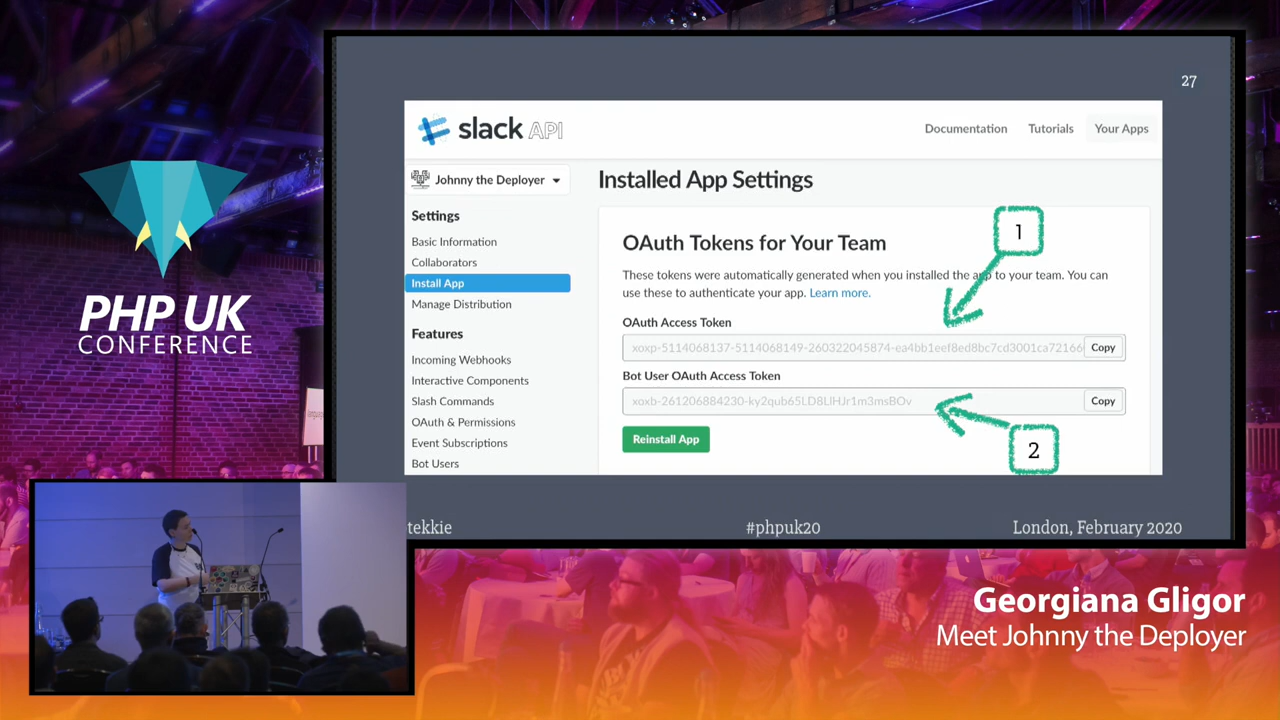 27
slack API
Documentation Tutorials Your Apps
Johnny the Deployer
Installed App Settings
Settings
Basic Information
Collaborators
Install App
Manage Distribution
Features
Incoming Webhooks
Interactive Components
Slash Commands
OAuth & Permissions
Event Subscriptions
Bot Users
OAuth Tokens for Your Team
1
These tokens were automatically generated when you installed the app to your team. You can
use these to authenticate your app. Learn more.
OAuth Access Token
Copy
Bot User OAuth Access Token
Copy
Reinstall App
2
tekkie #phpuk20 London, February 2020
PHP UK
CONFERENCE
Georgiana Gligor
Meet Johnny the Deployer